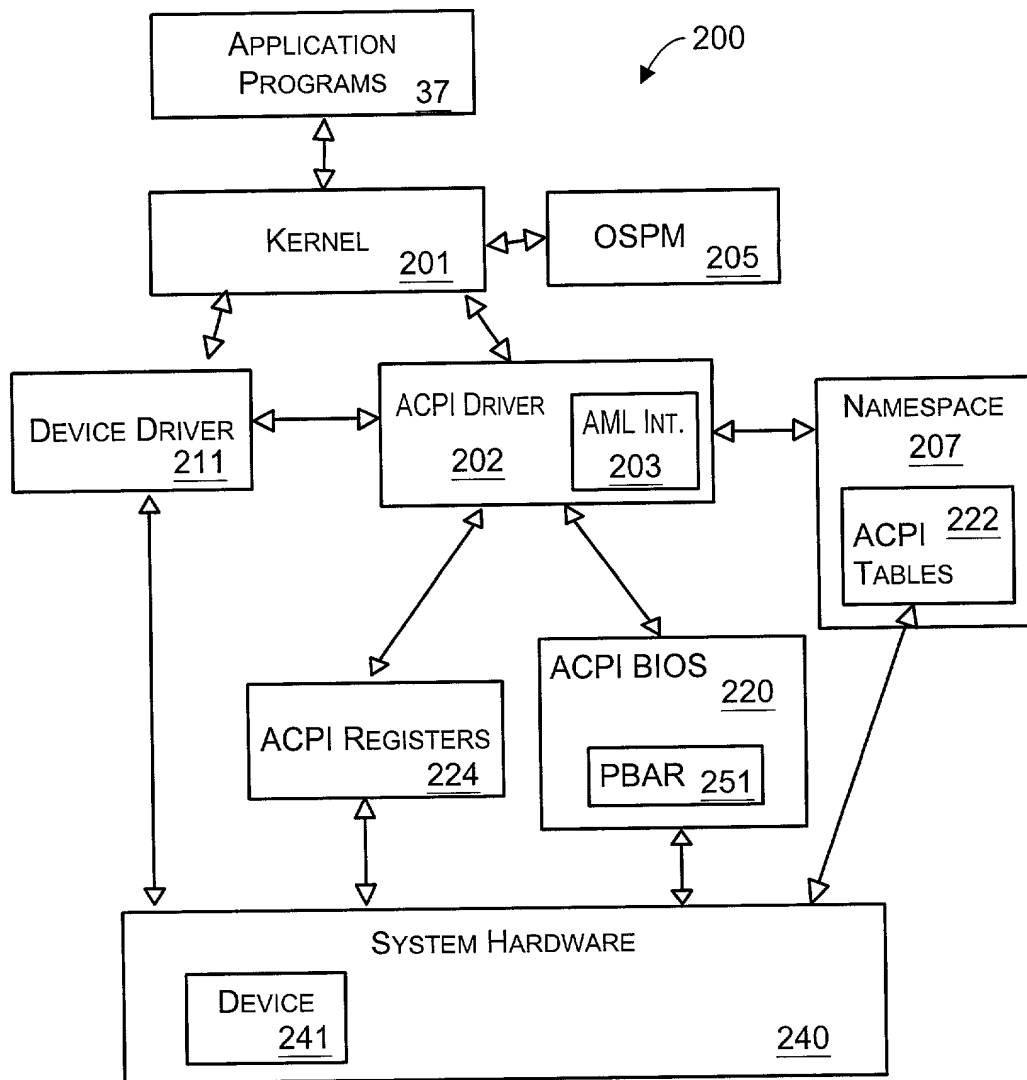 APPLICATION
PROGRAMS 37
200
KERNEL
201
OSPM
205
DEVICE DRIVER
211
ACPI DRIVER
202
AML INT.
203
NAMESPACE
207
ACPI 222
TABLES
ACPI REGISTERS
224
ACPI BIOS
220
PBAR 251
SYSTEM HARDWARE
DEVICE
241
240